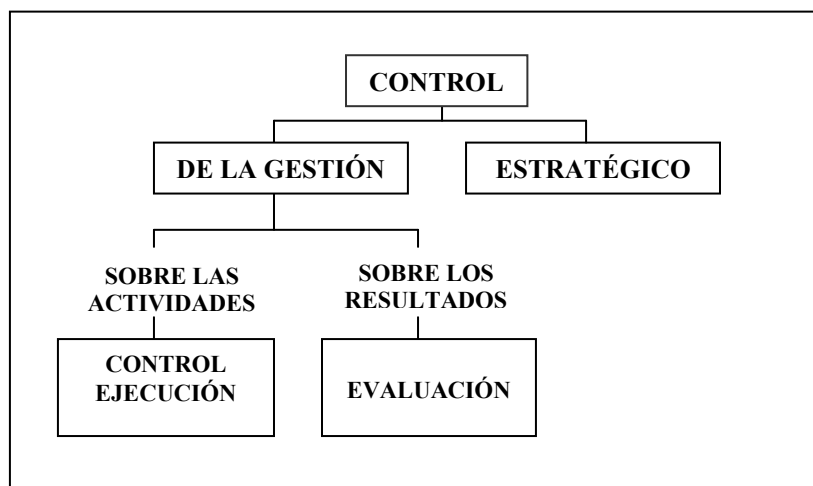 CONTROL
DE LA GESTIÓN
ESTRATÉGICO
SOBRE LAS
ACTIVIDADES
SOBRE LOS
RESULTADOS
CONTROL
EJECUCIÓN
EVALUACIÓN